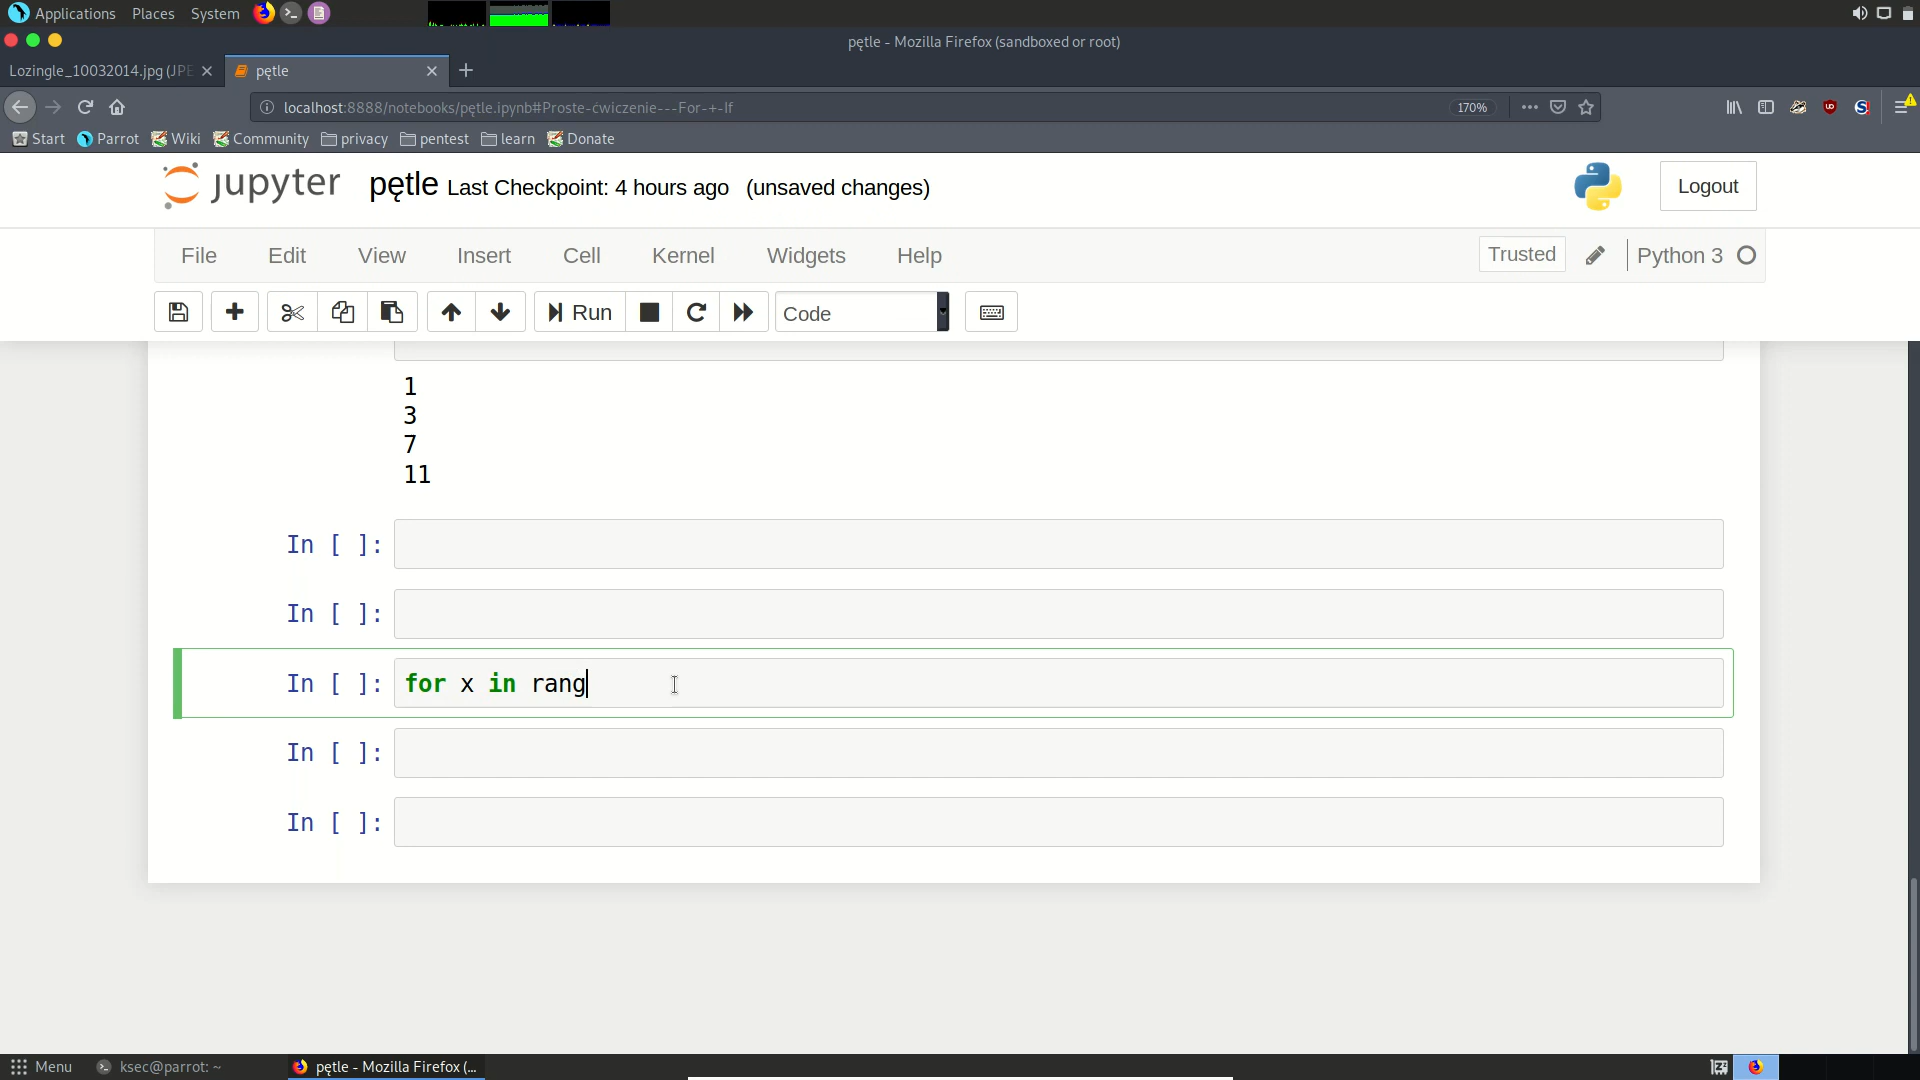 Applications Places System
pętle - Mozilla Firefox (sandboxed or root)
Lozingle_10032014.jpg (JPE
pętle
localhost:8888/notebooks/pętle.ipynb#Proste-ćwiczenie---For-+-If
170%
Start Parrot Wiki Community privacy pentest learn Donate
jupyter pętle Last Checkpoint: 4 hours ago (unsaved changes)
Logout
File Edit View Insert Cell Kernel Widgets Help
Trusted
Python 3
Run
Code
1
3
7
11
In [ ]:
In [ ]:
In [ ]: for x in rang
In [ ]:
In [ ]:
Menu
ksec@parrot: ~
pętle - Mozilla Firefox (...